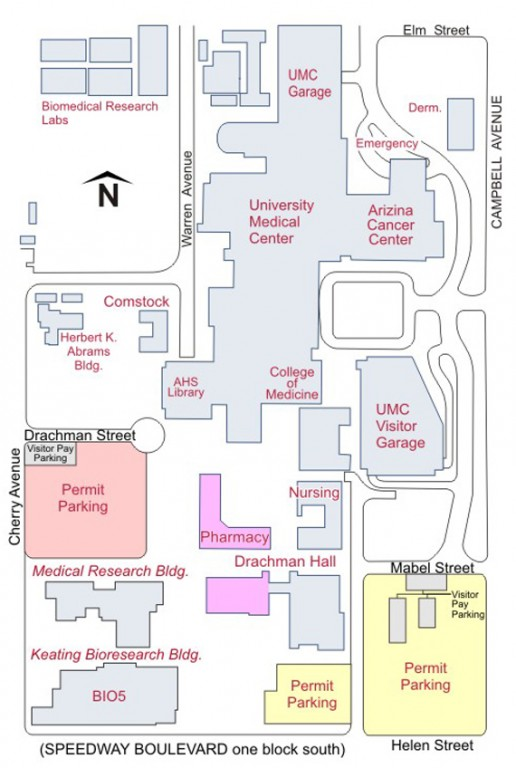 Elm Street
UMC
Garage
Biomedical Research
Labs
Derm.
CAMPBELL AVENUE
Emergency
N
Warren Avenue
University
Medical
Center
Arizina
Cancer
Center
Comstock
Herbert K.
Abrams
Bldg.
AHS
Library
College
of
Medicine
UMC
Visitor
Garage
Drachman Street
Visitor Pay
Parking
Cherry Avenue
Permit
Parking
Nursing
Pharmacy
Drachman Hall
Medical Research Bldg.
Mabel Street
Visitor
Pay
Parking
Keating Bioresearch Bldg.
BIO5
Permit
Parking
Permit
Parking
(SPEEDWAY BOULEVARD one block south)
Helen Street